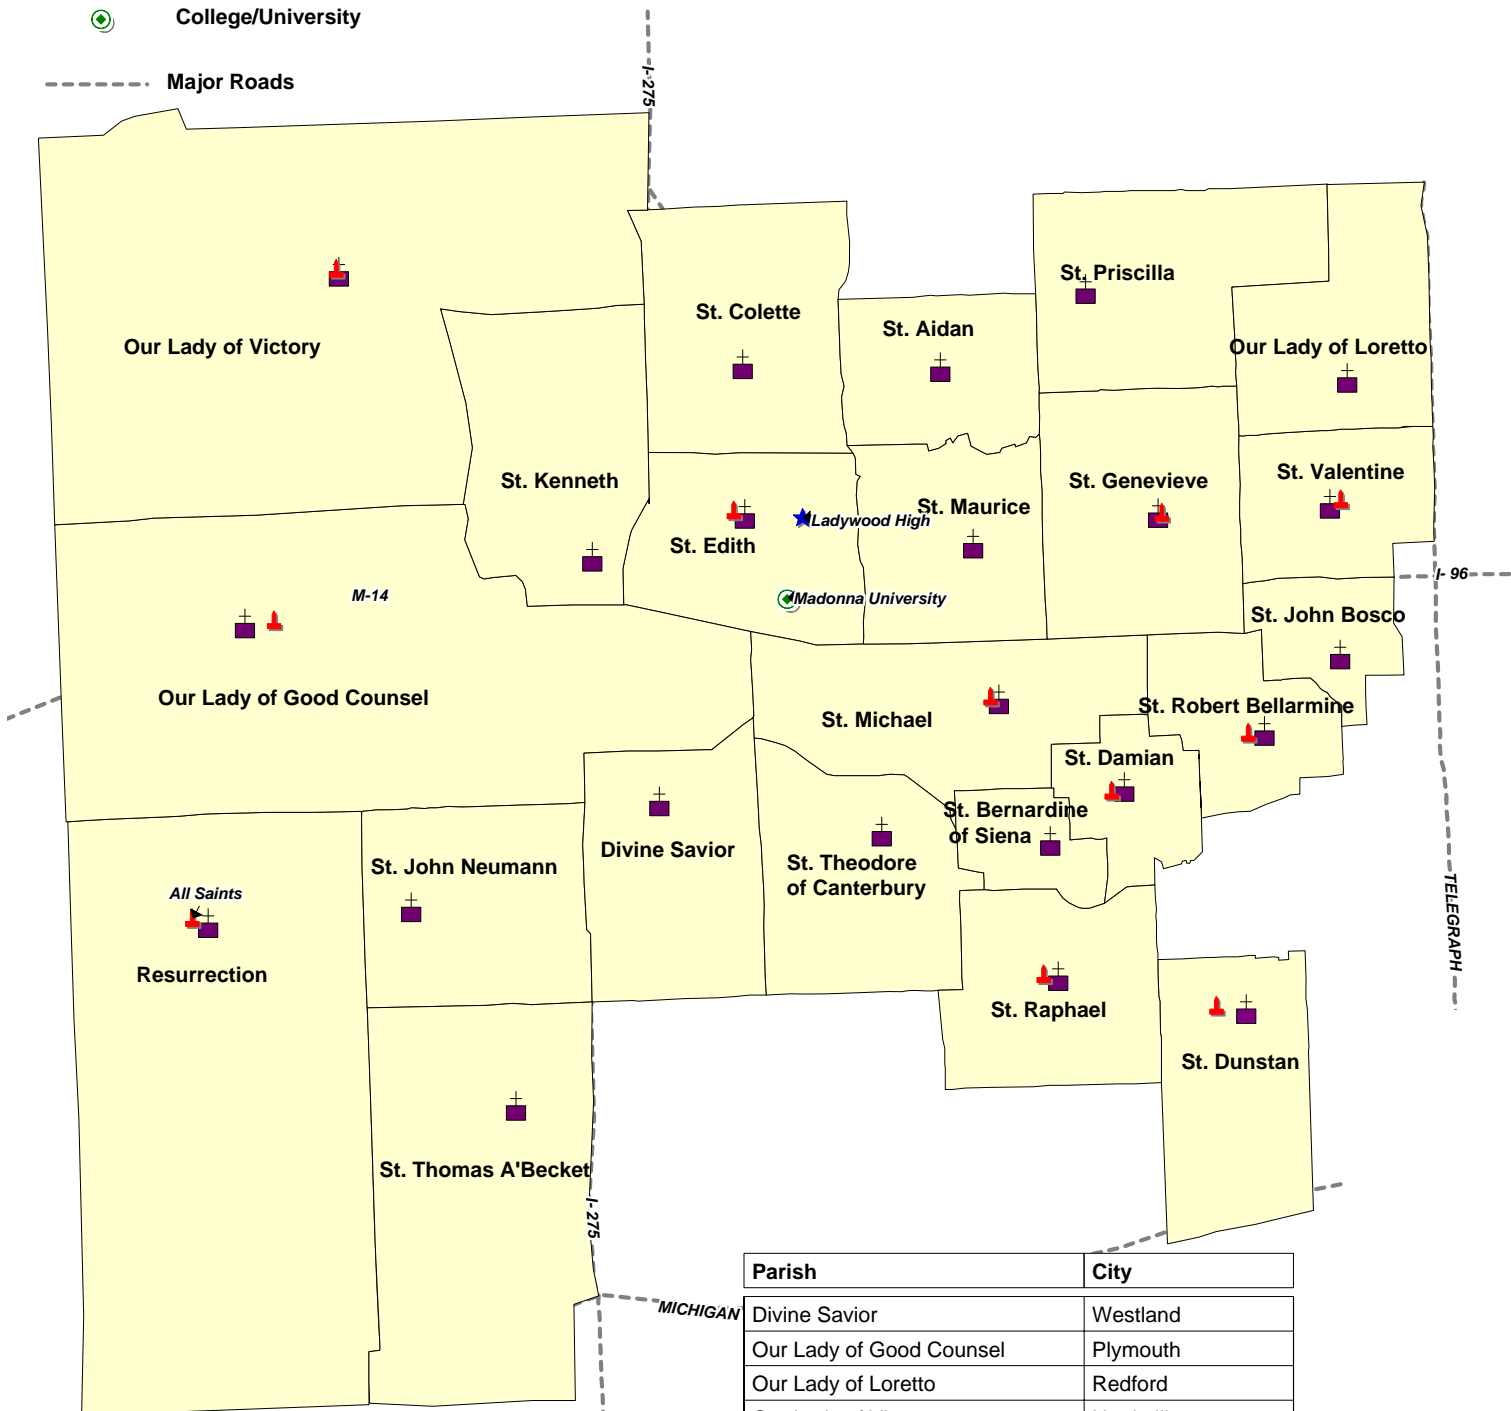 College/University
Major Roads
I-275
St. Priscilla
St. Colette
St. Aidan
Our Lady of Victory
Our Lady of Loretto
St. Kenneth
St. Genevieve
St. Valentine
St. Maurice
Ladywood High
St. Edith
I- 96
M-14
Madonna University
St. John Bosco
Our Lady of Good Counsel
St. Robert Bellarmine
St. Michael
St. Damian
St. Bernardine
of Siena
Divine Savior
St. Theodore
of Canterbury
St. John Neumann
All Saints
TELEGRAPH
Resurrection
St. Raphael
St. Dunstan
St. Thomas A'Becket
I-275
MICHIGAN
Parish City
Divine Savior Westland
Our Lady of Good Counsel Plymouth
Our Lady of Loretto Redford